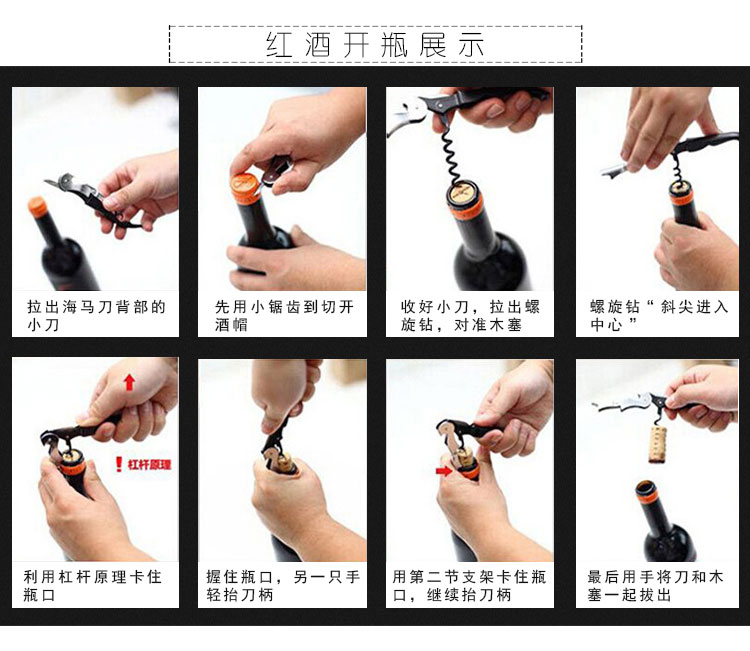 红酒开瓶展示
拉出海马刀背部的
小刀
先用小锯齿到切开
酒帽
收好小刀，拉出螺
旋钻，对准木塞
螺旋钻“斜尖进入
中心”
！杠杆原理
利用杠杆原理卡住
瓶口
握住瓶口，另一只手
轻抬刀柄
用第二节支架卡住瓶
口，继续抬刀柄
最后用手将刀和木
塞一起拔出